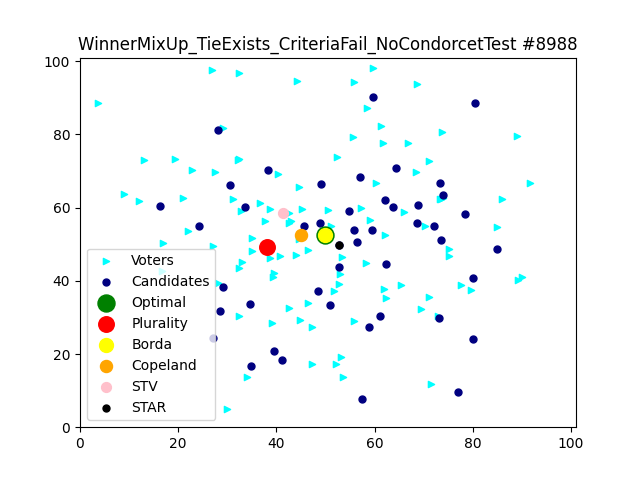 WinnerMixUp_TieExists_CriteriaFail_NoCondorcetTest #8988
100
80
60
40
20
0
Voters
Candidates
Optimal
Plurality
Borda
Copeland
STV
STAR
0 20 40 60 80 100